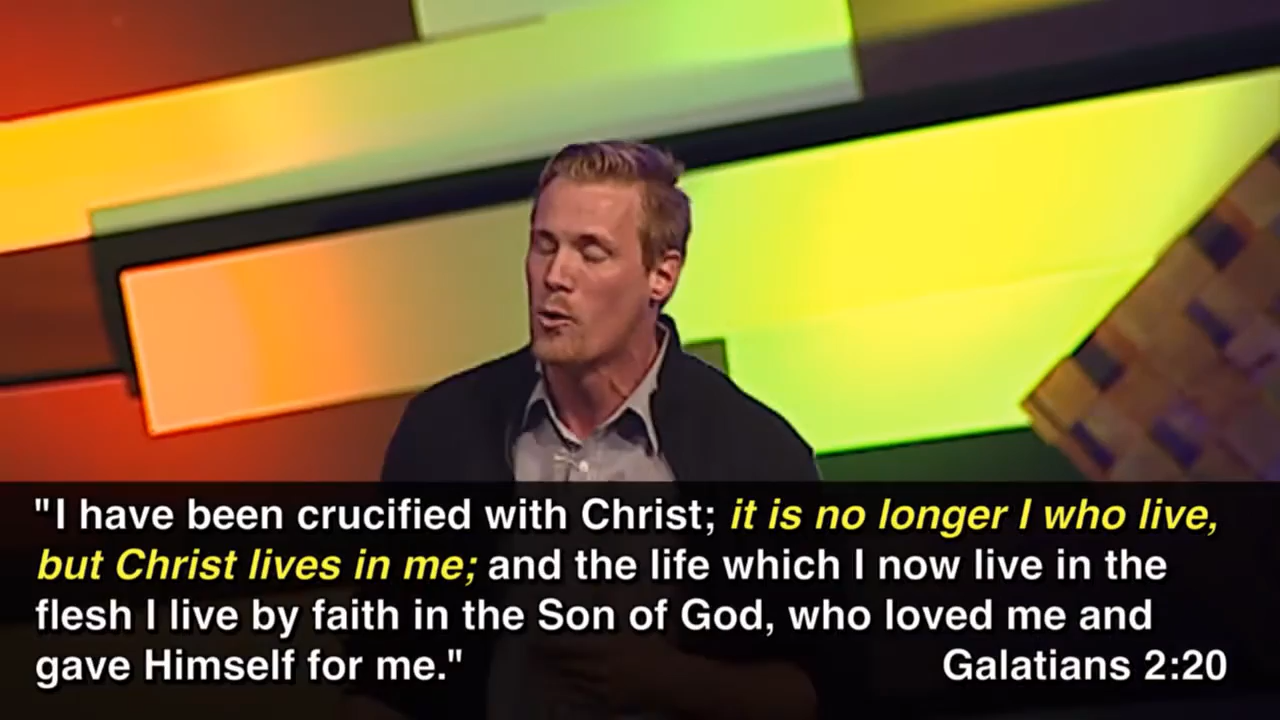 "I have been crucified with Christ; it is no longer I who live,
but Christ lives in me; and the life which I now live in the
flesh I live by faith in the Son of God, who loved me and
gave Himself for me." Galatians 2:20